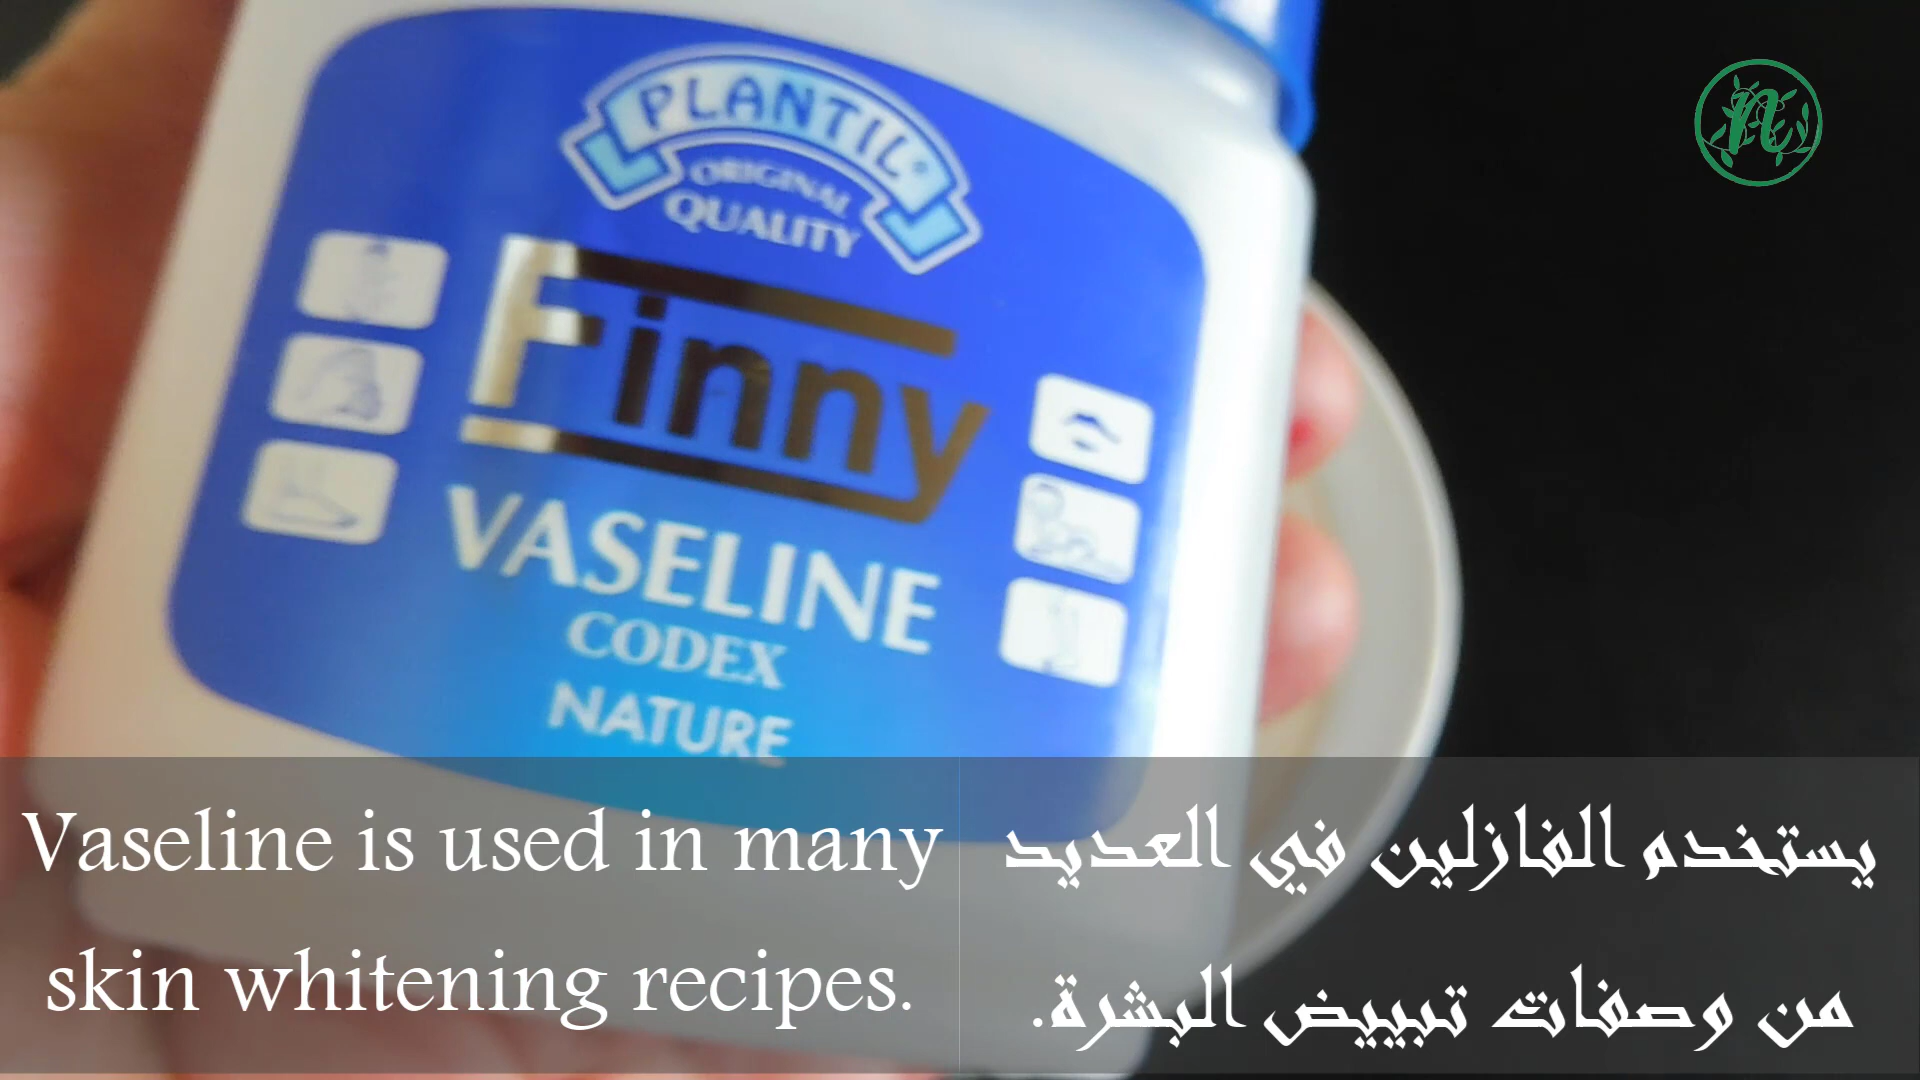 PLANTIL®
ORIGINAL
QUALITY
Finny
VASELINE
CODEX
NATURE
Vaseline is used in many
skin whitening recipes.
يستخدم الفازلين في العديد
من وصفات تبييض البشرة.
n